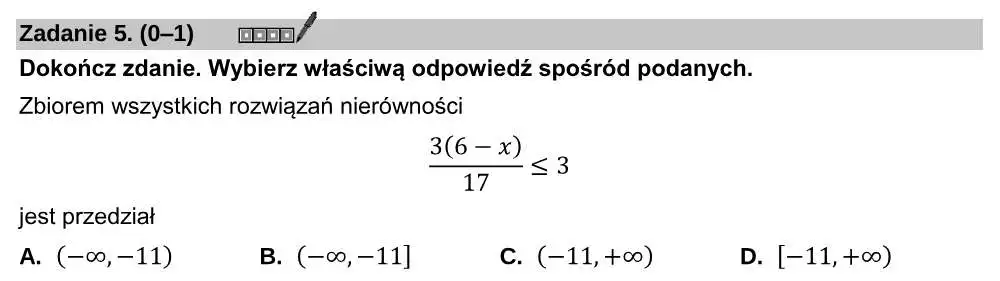 Zadanie 5. (0–1)
Dokończ zdanie. Wybierz właściwą odpowiedź spośród podanych.
Zbiorem wszystkich rozwiązań nierówności
3(6 − x)
17
≤ 3
jest przedział
A. (−∞, −11) B. (−∞, −11] C. (−11, +∞) D. [−11, +∞)